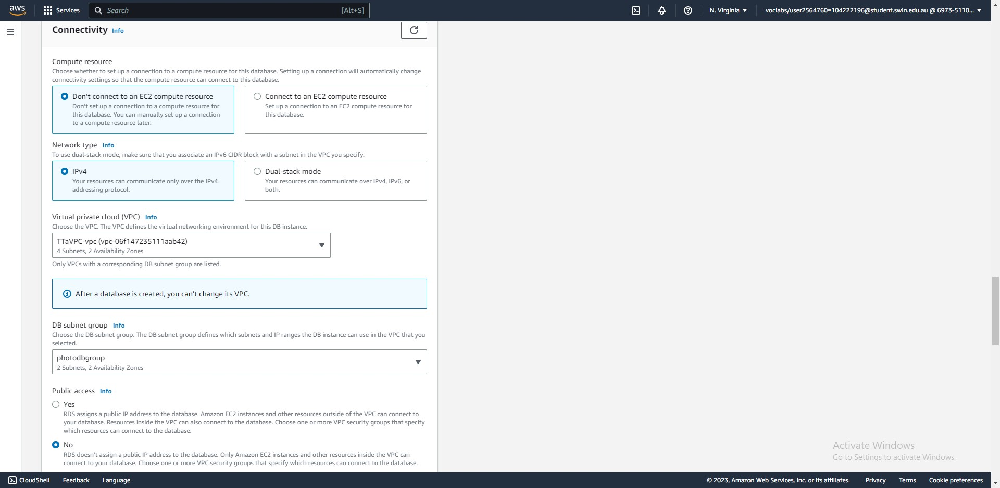 aws
Services
Search
[Alt+S]
N. Virginia
voclabs/user2564760=104222196@student.swin.edu.au @ 6973-5110...
Connectivity Info
Compute resource
Choose whether to set up a connection to a compute resource for this database. Setting up a connection will automatically change
connectivity settings so that the compute resource can connect to this database.
Don't connect to an EC2 compute resource
Don't set up a connection to a compute resource for
this database. You can manually set up a connection
to a compute resource later.
Connect to an EC2 compute resource
Set up a connection to an EC2 compute resource for
this database.
Network type Info
To use dual-stack mode, make sure that you associate an IPv6 CIDR block with a subnet in the VPC you specify.
IPv4
Your resources can communicate only over the IPv4
addressing protocol.
Dual-stack mode
Your resources can communicate over IPv4, IPv6, or
both.
Virtual private cloud (VPC) Info
Choose the VPC. The VPC defines the virtual networking environment for this DB instance.
TTaVPC-vpc (vpc-06f147235111aab42)
4 Subnets, 2 Availability Zones
Only VPCs with a corresponding DB subnet group are listed.
After a database is created, you can't change its VPC.
DB subnet group Info
Choose the DB subnet group. The DB subnet group defines which subnets and IP ranges the DB instance can use in the VPC that you
selected.
photodbgroup
2 Subnets, 2 Availability Zones
Public access Info
Yes
RDS assigns a public IP address to the database. Amazon EC2 instances and other resources outside of the VPC can connect to
your database. Resources inside the VPC can also connect to the database. Choose one or more VPC security groups that specify
which resources can connect to the database.
No
RDS doesn't assign a public IP address to the database. Only Amazon EC2 instances and other resources inside the VPC can
connect to your database. Choose one or more VPC security groups that specify which resources can connect to the database.
Activate Windows
Go to Settings to activate Windows.
CloudShell
Feedback
Language
© 2023, Amazon Web Services, Inc. or its affiliates.
Privacy
Terms
Cookie preferences